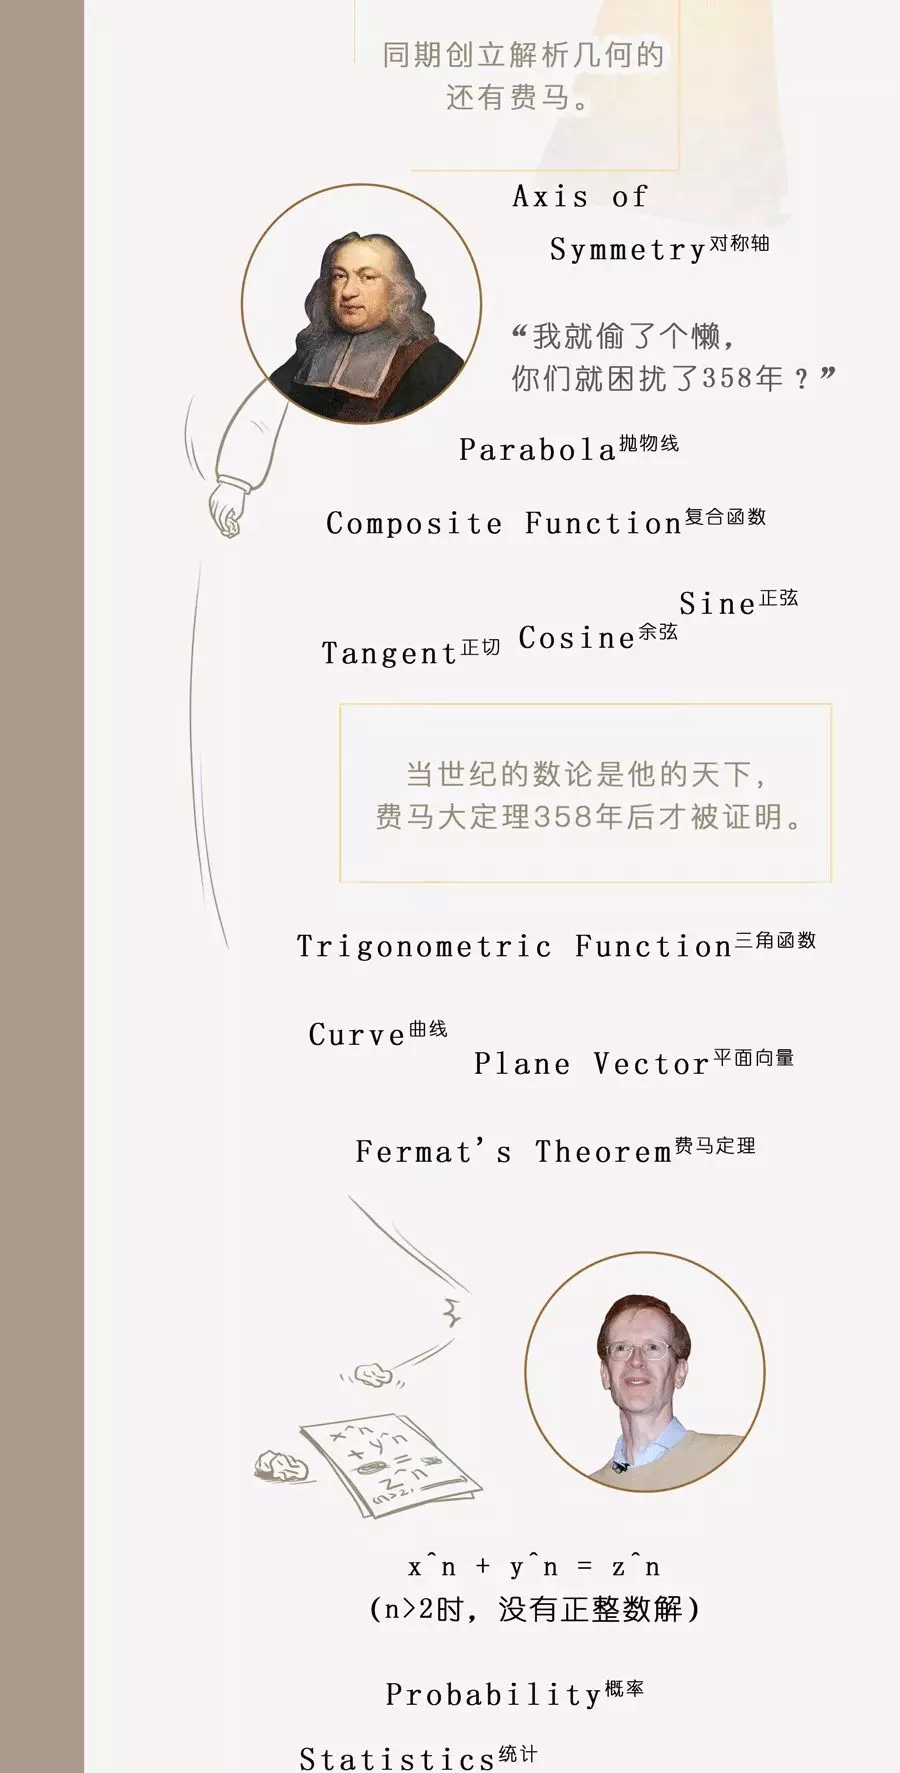 同期创立解析几何的
还有费马。
Axis of
Symmetry对称轴
“我就偷了个懒，
你们就困扰了358年？”
Parabola抛物线
Composite Function复合函数
Sine正弦
Tangent正切 Cosine余弦
当世纪的数论是他的天下，
费马大定理358年后才被证明。
Trigonometric Function三角函数
Curve曲线
Plane Vector平面向量
Fermat's Theorem费马定理
x^n
+ y^n
=
z^n
(n>2,
x^n + y^n = z^n
(n>2时，没有正整数解)
Probability概率
Statistics统计